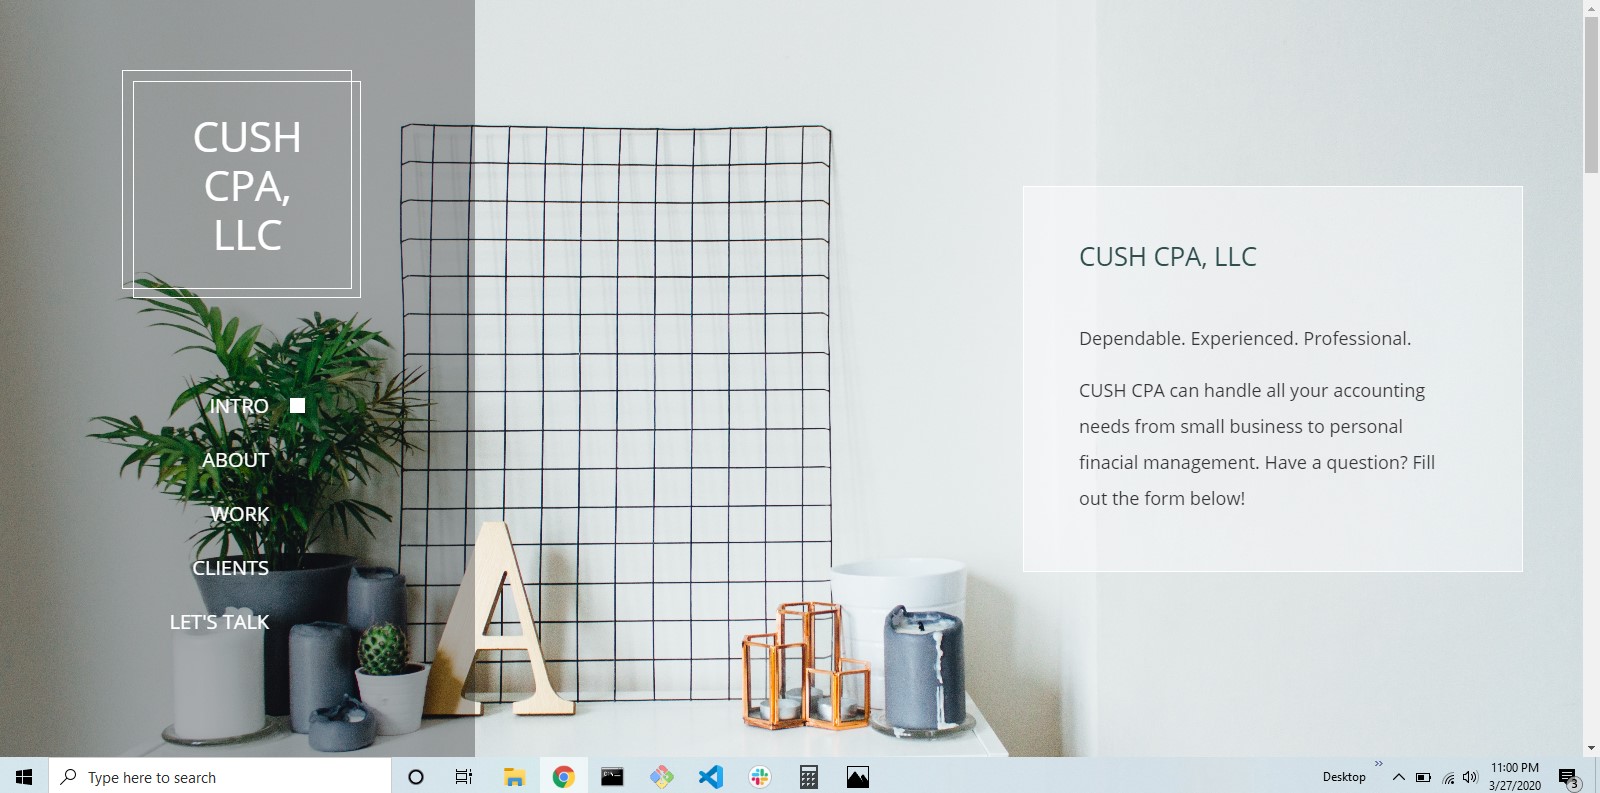 CUSH
CPA,
LLC
INTRO
ABOUT
WORK
CLIENTS
LET'S TALK
CUSH CPA, LLC
Dependable. Experienced. Professional.
CUSH CPA can handle all your accounting
needs from small business to personal
finacial management. Have a question? Fill
out the form below!
A
Type here to search
Desktop
»
11:00 PM
3/27/2020
3